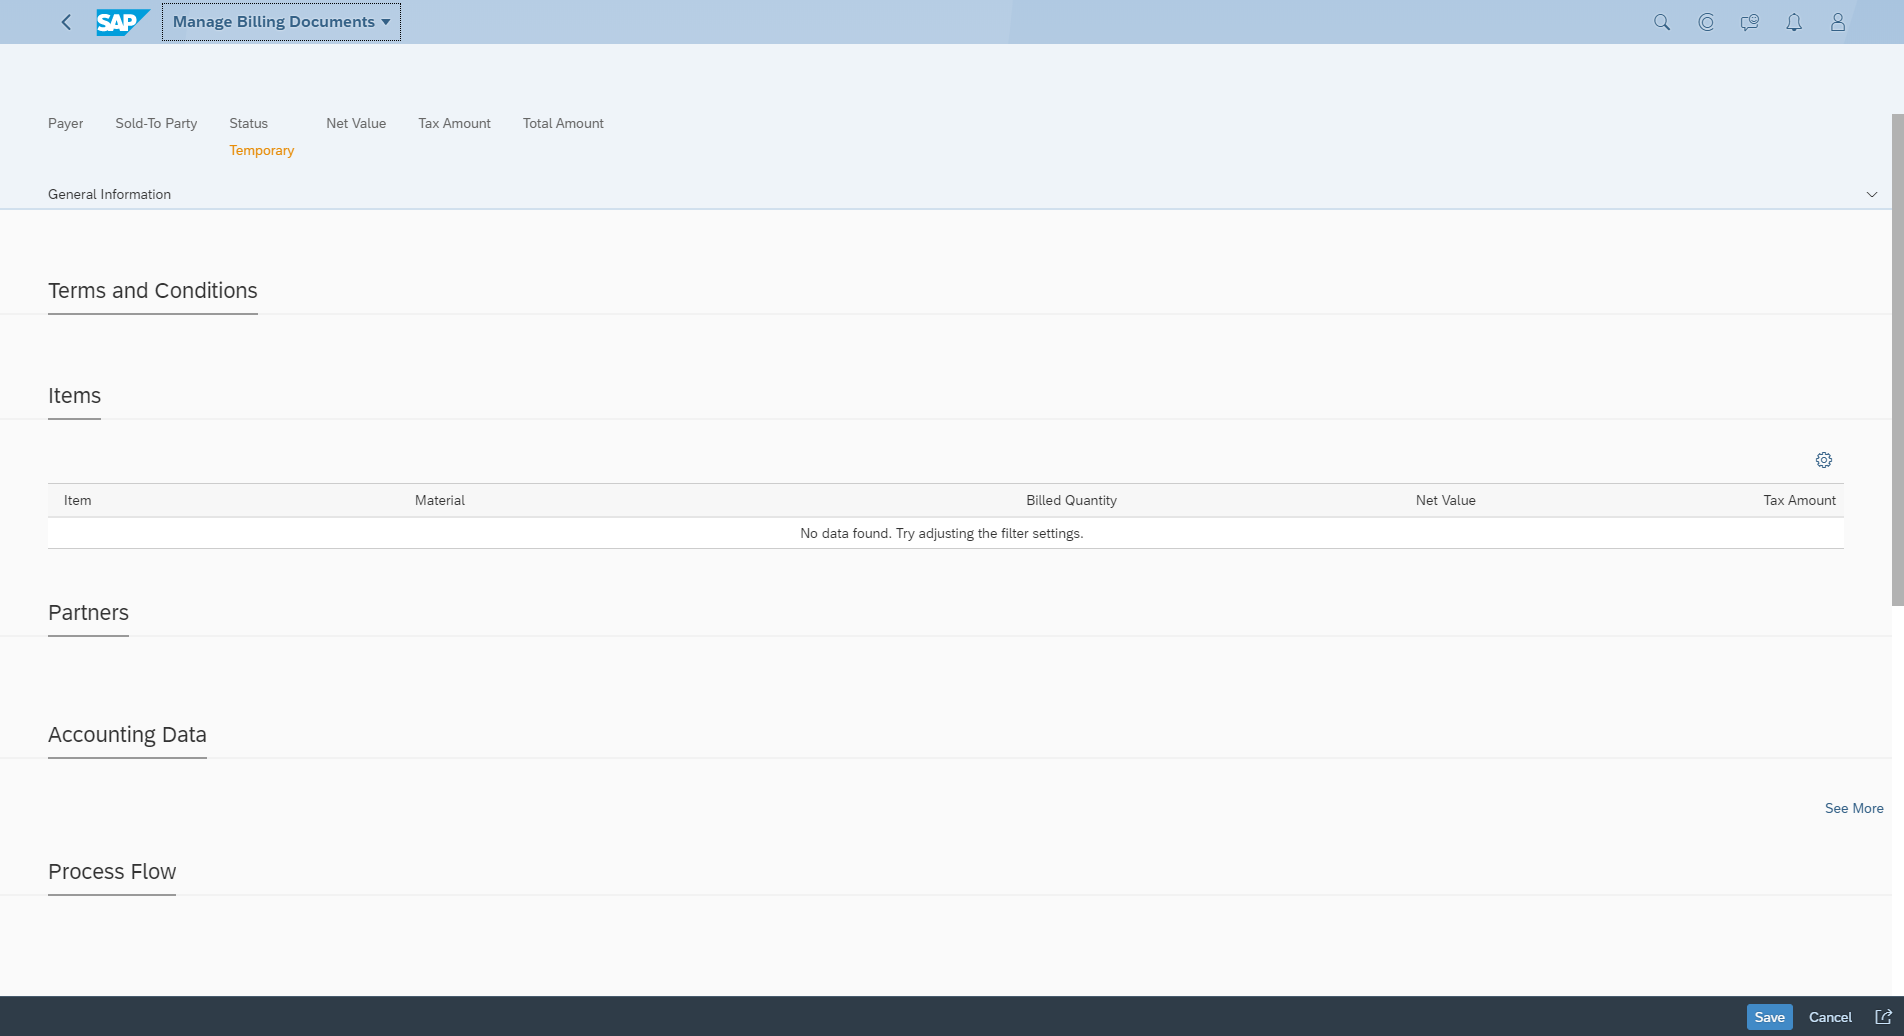 SAP Manage Billing Documents
Payer Sold-To Party Status Net Value Tax Amount Total Amount
Temporary
General Information
Terms and Conditions
Items
Item Material Billed Quantity Net Value Tax Amount
No data found. Try adjusting the filter settings.
Partners
Accounting Data
See More
Process Flow
Save Cancel